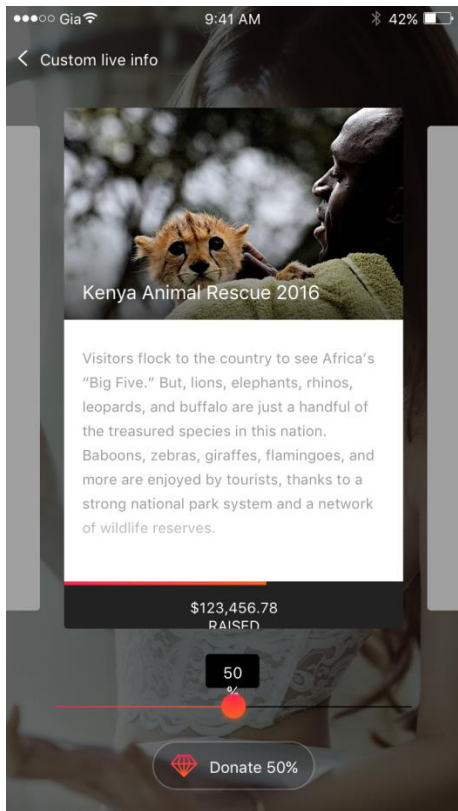 Gia 9:41 AM 42%
Custom live info
Kenya Animal Rescue 2016
Visitors flock to the country to see Africa's
"Big Five." But, lions, elephants, rhinos,
leopards, and buffalo are just a handful of
the treasured species in this nation.
Baboons, zebras, giraffes, flamingoes, and
more are enjoyed by tourists, thanks to a
strong national park system and a network
of wildlife reserves.
$123,456.78
RAISED
50
%
Donate 50%